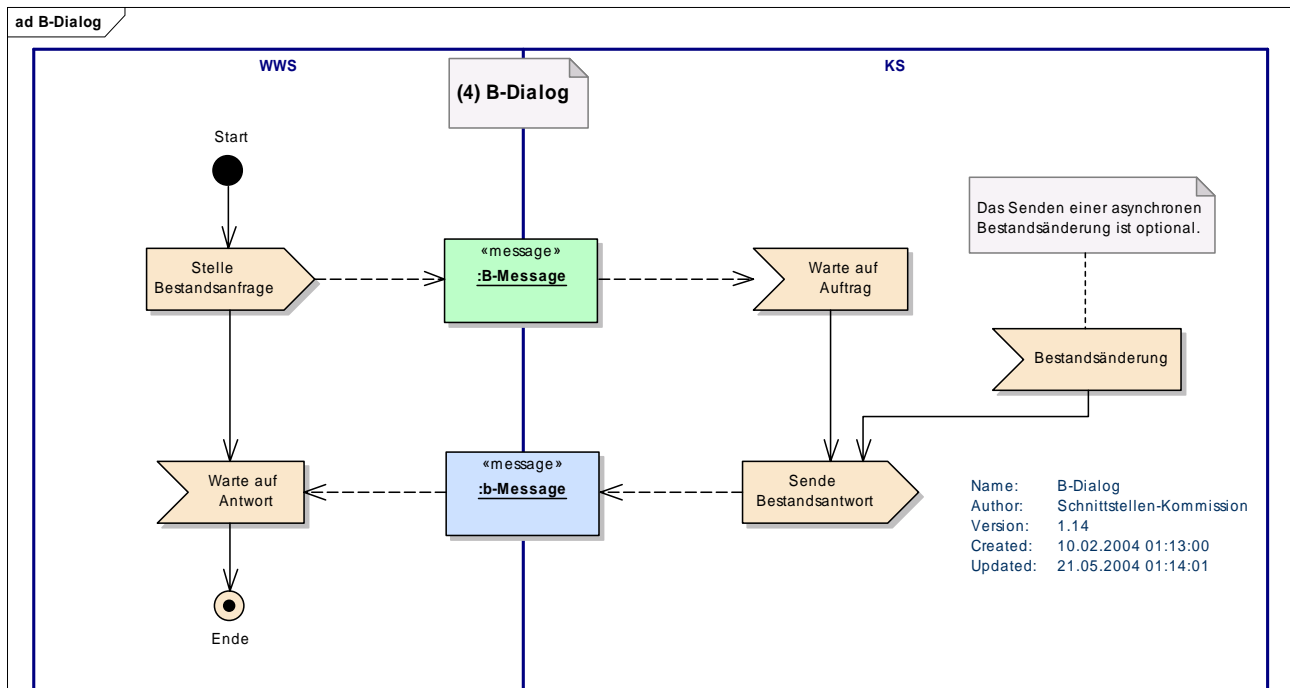 ad B-Dialog
WWS
KS
(4) B-Dialog
Start
Das Senden einer asynchronen
Bestandsänderung ist optional.
Stelle
Bestandsanfrage
«message»
:B-Message
Warte auf
Auftrag
Bestandsänderung
Warte auf
Antwort
«message»
:b-Message
Sende
Bestandsantwort
Name: B-Dialog
Author: Schnittstellen-Kommission
Version: 1.14
Created: 10.02.2004 01:13:00
Updated: 21.05.2004 01:14:01
Ende